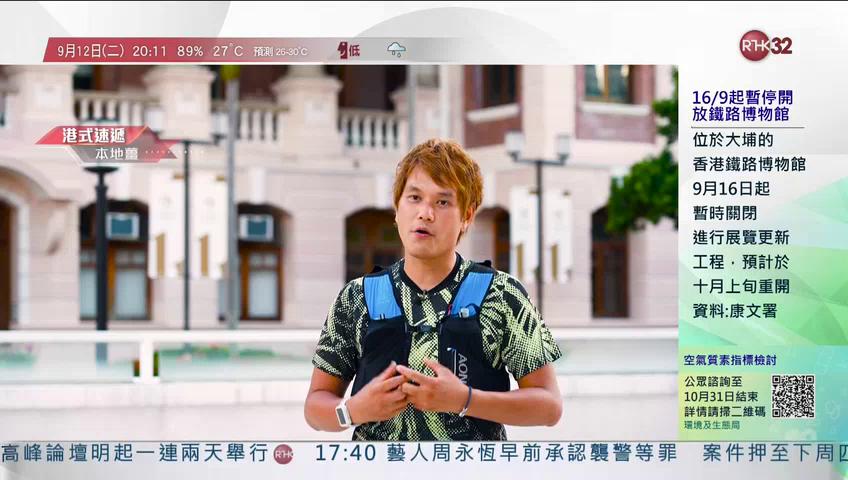 9月12日(二) 20:11 89% 27°C 預測 26-30°C 低
RTHK32
港式速遞
本地薑
16/9起暫停開
放鐵路博物館
位於大埔的
香港鐵路博物館
9月16日起
暫時關閉
進行展覽更新
工程，預計於
十月上旬重開
資料:康文署
空氣質素指標檢討
公眾諮詢至
10月31日結束
詳情請掃二維碼
環境及生態局
AON
高峰論壇明起一連兩天舉行 RTHK 17:40 藝人周永恆早前承認襲警等罪 案件押至下周四